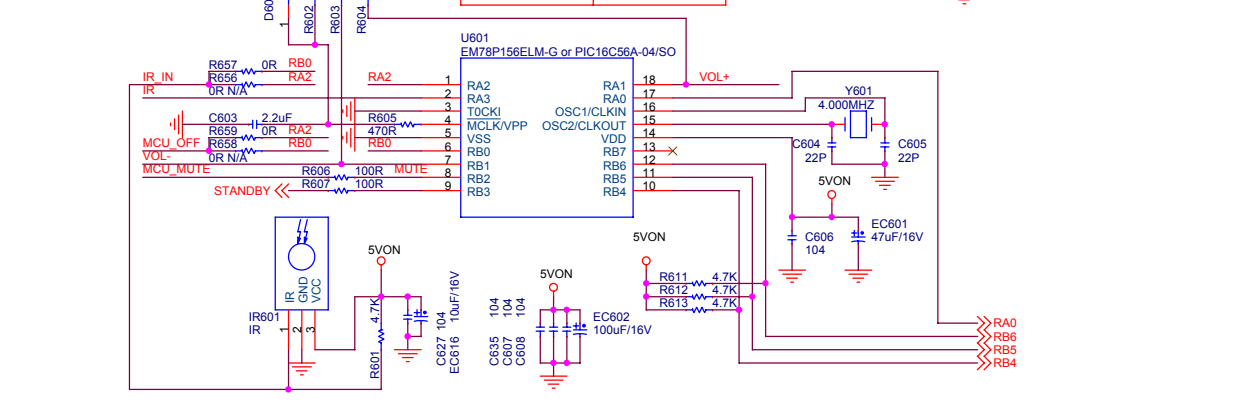 D60
R602
R603
R604
1
U601
EM78P156ELM-G or PIC16C56A-04/SO
R657 0R RB0
IR_IN R656 RA2
0R N/A
IR
RA2
1 RA2
2 RA3
3 T0CKI
4 MCLK/VPP
5 VSS
6 RB0
7 RB1
8 RB2
9 RB3
RA1 18
RA0 17
OSC1/CLKIN 16
OSC2/CLKOUT 15
VDD 14
RB7 13
RB6 12
RB5 11
RB4 10
VOL+
Y601
4.000MHZ
C603 2.2uF
R605
470R
R659 0R RA2
MCU_OFF R658 RB0
0R N/A
RB0
VOL-
MCU_MUTE
R606 100R MUTE
R607 100R
STANDBY
C604
22P
C605
22P
5VON
C606
104
EC601
47uF/16V
IR
GND
VCC
IR601
IR
1
2
3
5VON
4.7K
R601
C627 104
EC616 10uF/16V
5VON
C635 104
C607 104
C608 104
EC602
100uF/16V
5VON
R611 4.7K
R612 4.7K
R613 4.7K
RA0
RB6
RB5
RB4